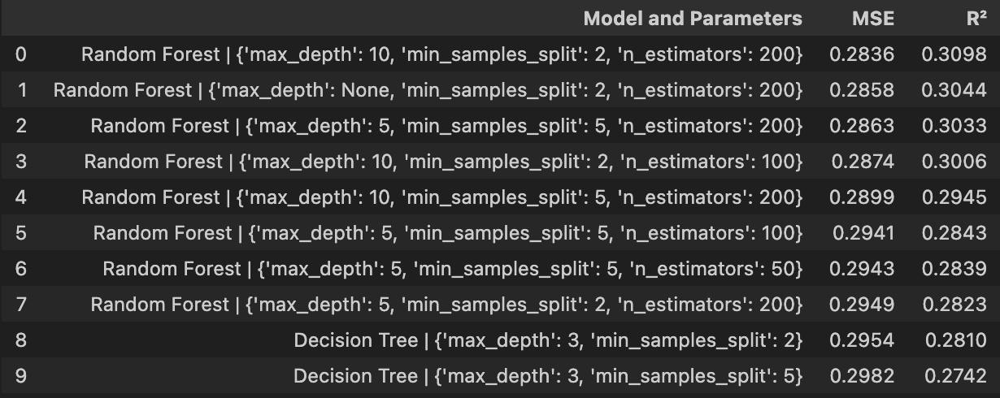 Model and Parameters MSE R²
0 Random Forest | {'max_depth': 10, 'min_samples_split': 2, 'n_estimators': 200} 0.2836 0.3098
1 Random Forest | {'max_depth': None, 'min_samples_split': 2, 'n_estimators': 200} 0.2858 0.3044
2 Random Forest | {'max_depth': 5, 'min_samples_split': 5, 'n_estimators': 200} 0.2863 0.3033
3 Random Forest | {'max_depth': 10, 'min_samples_split': 2, 'n_estimators': 100} 0.2874 0.3006
4 Random Forest | {'max_depth': 10, 'min_samples_split': 5, 'n_estimators': 200} 0.2899 0.2945
5 Random Forest | {'max_depth': 5, 'min_samples_split': 5, 'n_estimators': 100} 0.2941 0.2843
6 Random Forest | {'max_depth': 5, 'min_samples_split': 5, 'n_estimators': 50} 0.2943 0.2839
7 Random Forest | {'max_depth': 5, 'min_samples_split': 2, 'n_estimators': 200} 0.2949 0.2823
8 Decision Tree | {'max_depth': 3, 'min_samples_split': 2} 0.2954 0.2810
9 Decision Tree | {'max_depth': 3, 'min_samples_split': 5} 0.2982 0.2742